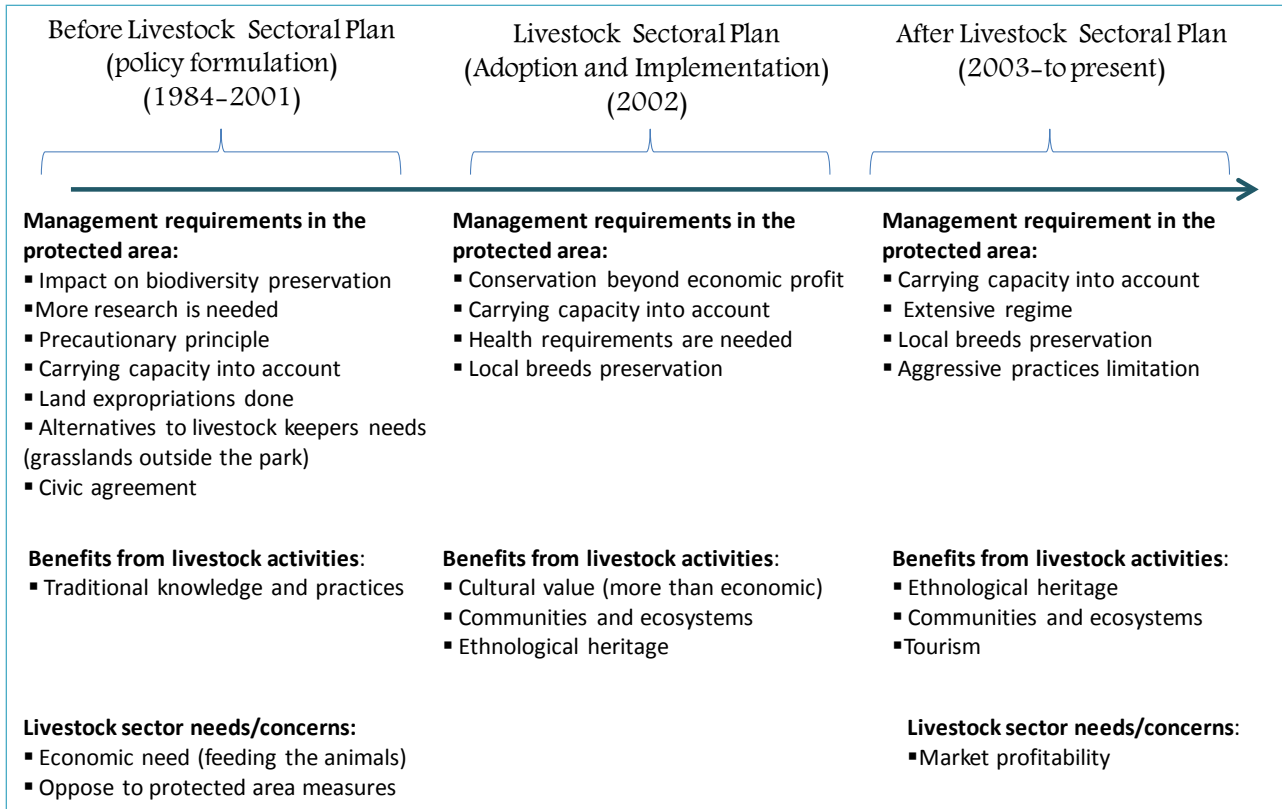 Before Livestock Sectoral Plan
(policy formulation)
(1984-2001)
Livestock Sectoral Plan
(Adoption and Implementation)
(2002)
After Livestock Sectoral Plan
(2003-to present)
Management requirements in the
protected area:
▪ Impact on biodiversity preservation
▪More research is needed
▪ Precautionary principle
▪ Carrying capacity into account
▪ Land expropriations done
▪ Alternatives to livestock keepers needs
(grasslands outside the park)
▪ Civic agreement
Management requirements in the
protected area:
▪ Conservation beyond economic profit
▪ Carrying capacity into account
▪ Health requirements are needed
▪ Local breeds preservation
Management requirement in the
protected area:
▪ Carrying capacity into account
▪ Extensive regime
▪ Local breeds preservation
▪ Aggressive practices limitation
Benefits from livestock activities:
▪ Traditional knowledge and practices
Benefits from livestock activities:
▪ Cultural value (more than economic)
▪ Communities and ecosystems
▪ Ethnological heritage
Benefits from livestock activities:
▪ Ethnological heritage
▪ Communities and ecosystems
▪Tourism
Livestock sector needs/concerns:
▪ Economic need (feeding the animals)
▪ Oppose to protected area measures
Livestock sector needs/concerns:
▪Market profitability